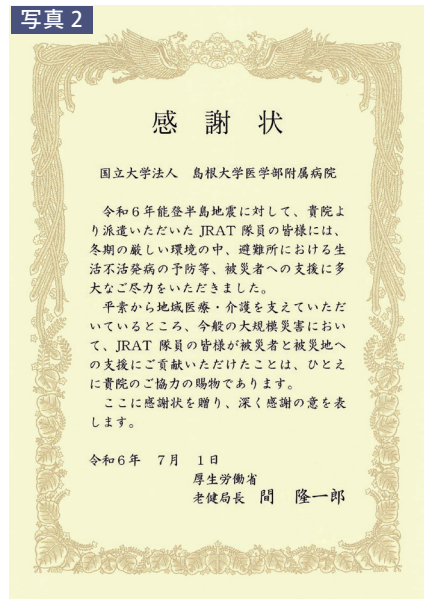 写真2
感謝状
国立大学法人　島根大学医学部附属病院
令和6年能登半島地震に対して、貴院よ
り派遣いただいた JRAT 隊員の皆様には、
冬期の厳しい環境の中、避難所における生
活不活発病の予防等、被災者への支援に多
大なご尽力をいただきました。
平素から地域医療・介護を支えていただ
いているところ、今般の大規模災害におい
て、JRAT 隊員の皆様が被災者と被災地へ
の支援にご貢献いただけたことは、ひとえ
に貴院のご協力の賜物であります。
ここに感謝状を贈り、深く感謝の意を表
します。
令和6年　7月　1日
厚生労働省
老健局長　間　隆一郎